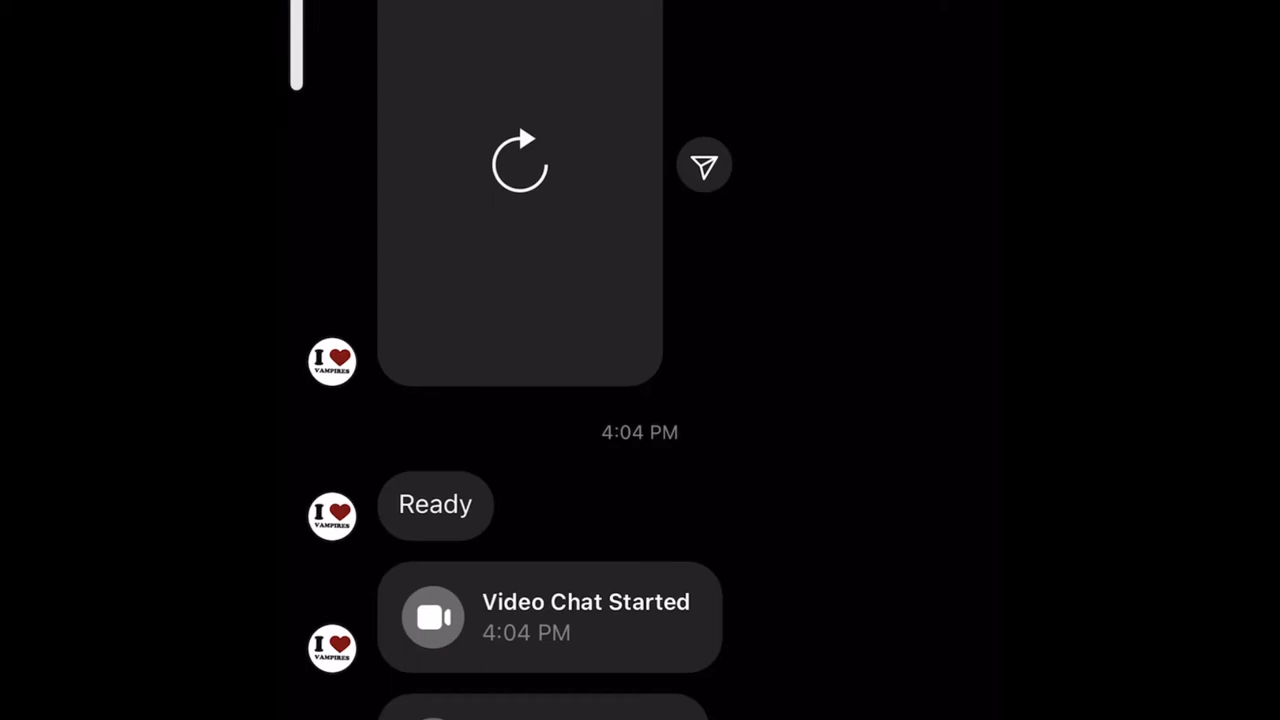 I
VAMPIRES
4:04 PM
I
VAMPIRES
Ready
Video Chat Started
4:04 PM
I
VAMPIRES